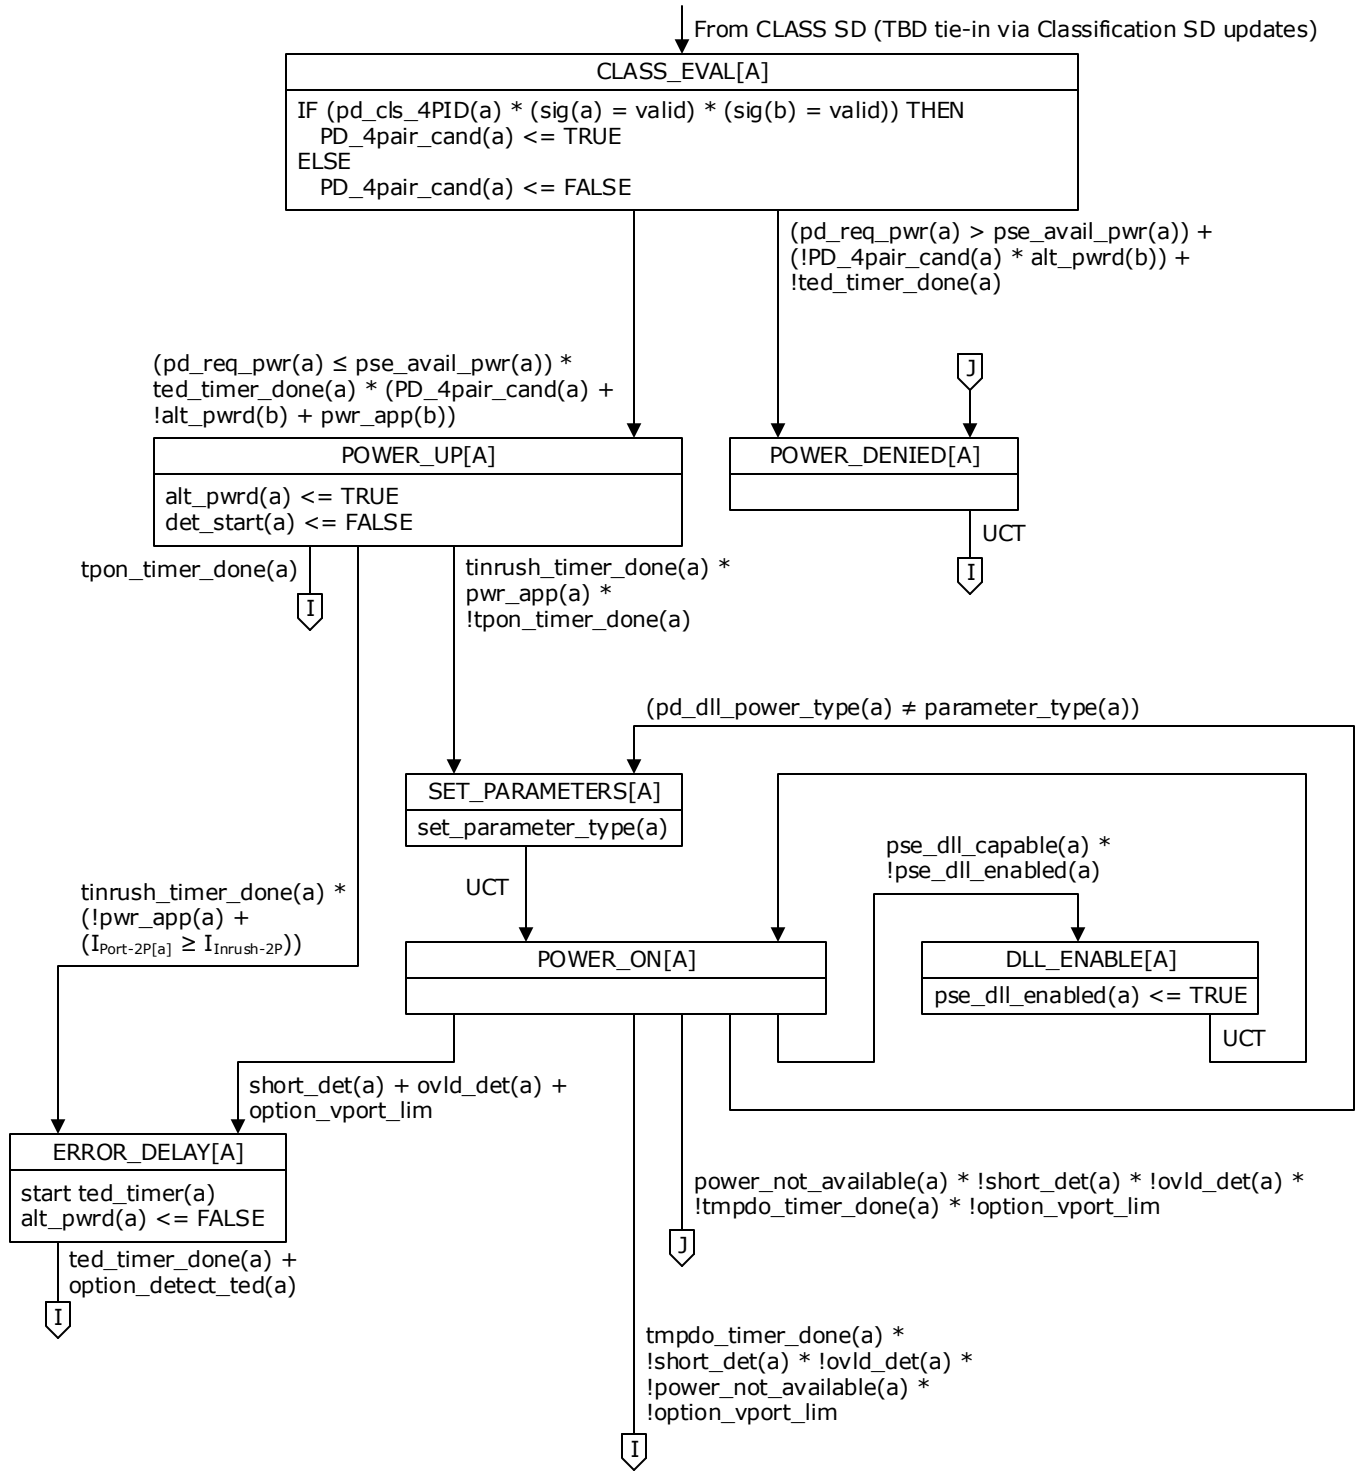 From CLASS SD (TBD tie-in via Classification SD updates)
CLASS_EVAL[A]
IF (pd_cls_4PID(a) * (sig(a) = valid) * (sig(b) = valid)) THEN
PD_4pair_cand(a) <= TRUE
ELSE
PD_4pair_cand(a) <= FALSE
(pd_req_pwr(a) > pse_avail_pwr(a)) +
(!PD_4pair_cand(a) * alt_pwrd(b)) +
!ted_timer_done(a)
(pd_req_pwr(a) ≤ pse_avail_pwr(a)) *
ted_timer_done(a) * (PD_4pair_cand(a) +
!alt_pwrd(b) + pwr_app(b))
J
POWER_UP[A]
alt_pwrd(a) <= TRUE
det_start(a) <= FALSE
POWER_DENIED[A]
UCT
I
tpon_timer_done(a)
I
tinrush_timer_done(a) *
pwr_app(a) *
!tpon_timer_done(a)
(pd_dll_power_type(a) ≠ parameter_type(a))
SET_PARAMETERS[A]
set_parameter_type(a)
UCT
pse_dll_capable(a) *
!pse_dll_enabled(a)
tinrush_timer_done(a) *
(!pwr_app(a) +
(IPort-2P[a] ≥ IInrush-2P))
POWER_ON[A]
DLL_ENABLE[A]
pse_dll_enabled(a) <= TRUE
UCT
short_det(a) + ovld_det(a) +
option_vport_lim
ERROR_DELAY[A]
start ted_timer(a)
alt_pwrd(a) <= FALSE
ted_timer_done(a) +
option_detect_ted(a)
I
power_not_available(a) * !short_det(a) * !ovld_det(a) *
!tmpdo_timer_done(a) * !option_vport_lim
J
tmpdo_timer_done(a) *
!short_det(a) * !ovld_det(a) *
!power_not_available(a) *
!option_vport_lim
I